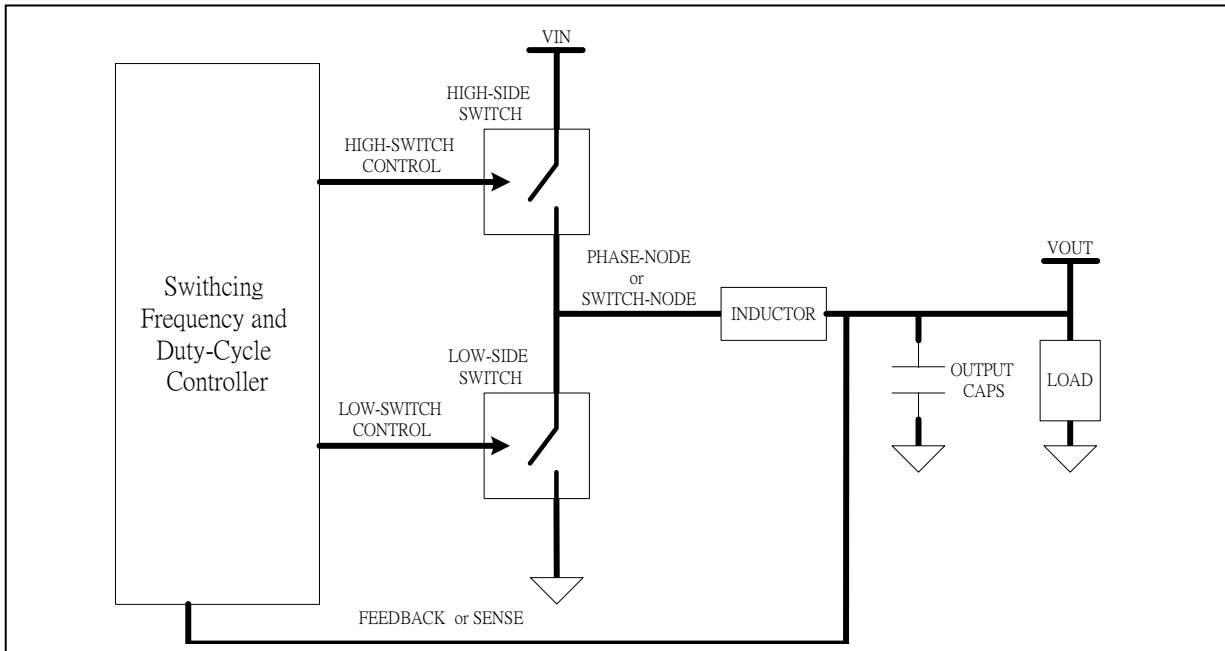 VIN
HIGH-SIDE
SWITCH
HIGH-SWITCH
CONTROL
PHASE-NODE
or
SWITCH-NODE
VOUT
Swithcing
Frequency and
Duty-Cycle
Controller
INDUCTOR
LOW-SIDE
SWITCH
OUTPUT
CAPS
LOAD
LOW-SWITCH
CONTROL
FEEDBACK or SENSE